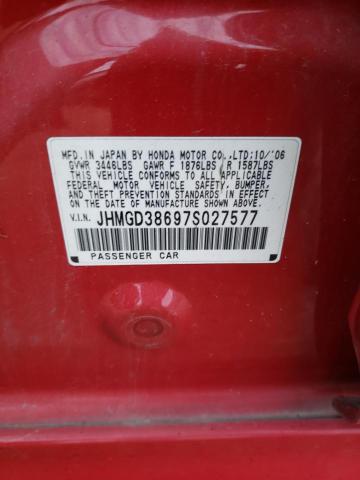 MFD.IN JAPAN BY HONDA MOTOR CO.,LTD:10/'06
GVWR 3446LBS GAWR F 1876LBS R 1587LBS
THIS VEHICLE CONFORMS TO ALL APPLICABLE
FEDERAL MOTOR VEHICLE SAFETY, BUMPER,
AND THEFT PREVENTION STANDARDS IN EFFECT
ON THE DATE OF MANUFACTURE SHOWN ABOVE.
V.I.N. JHMGD38697S027577
PASSENGER CAR